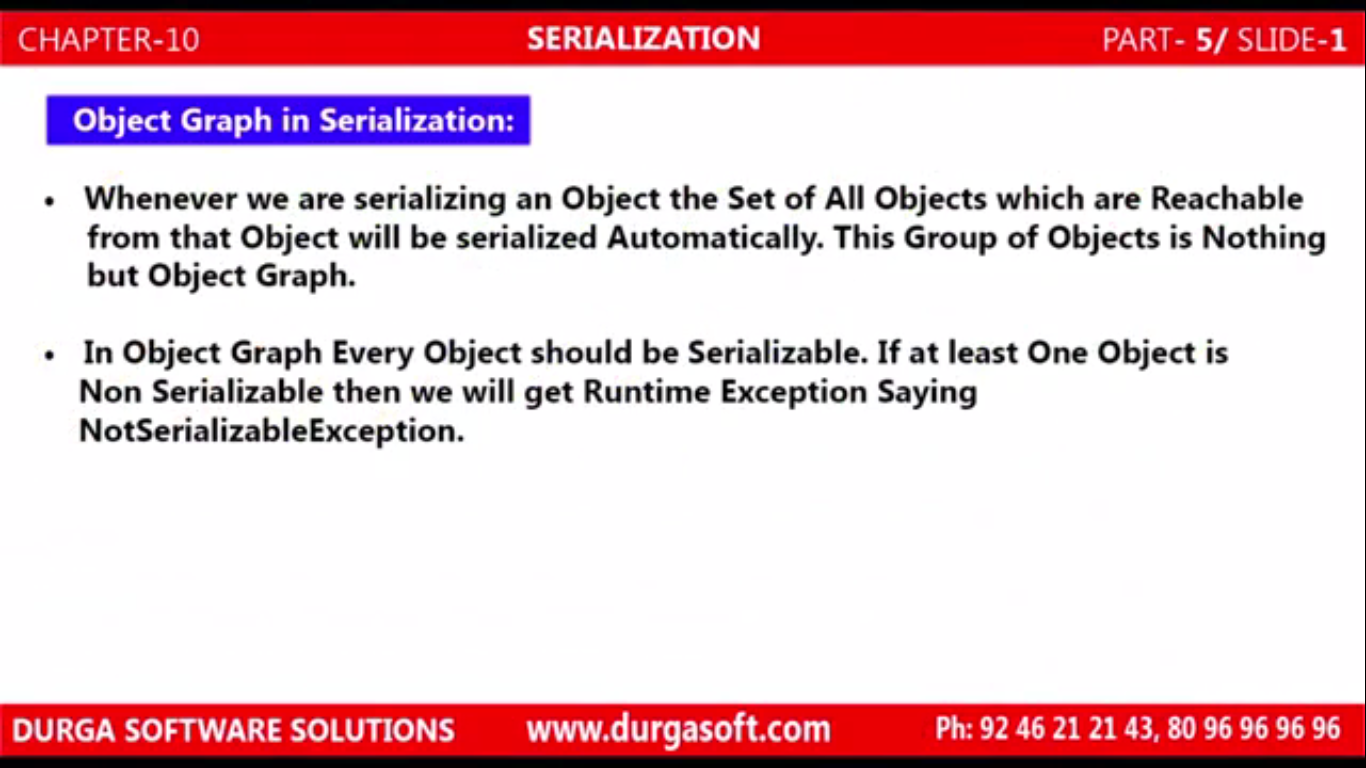 CHAPTER-10 SERIALIZATION PART- 5/ SLIDE-1
Object Graph in Serialization:
• Whenever we are serializing an Object the Set of All Objects which are Reachable
from that Object will be serialized Automatically. This Group of Objects is Nothing
but Object Graph.
• In Object Graph Every Object should be Serializable. If at least One Object is
Non Serializable then we will get Runtime Exception Saying
NotSerializableException.
DURGA SOFTWARE SOLUTIONS www.durgasoft.com Ph: 92 46 21 21 43, 80 96 96 96 96